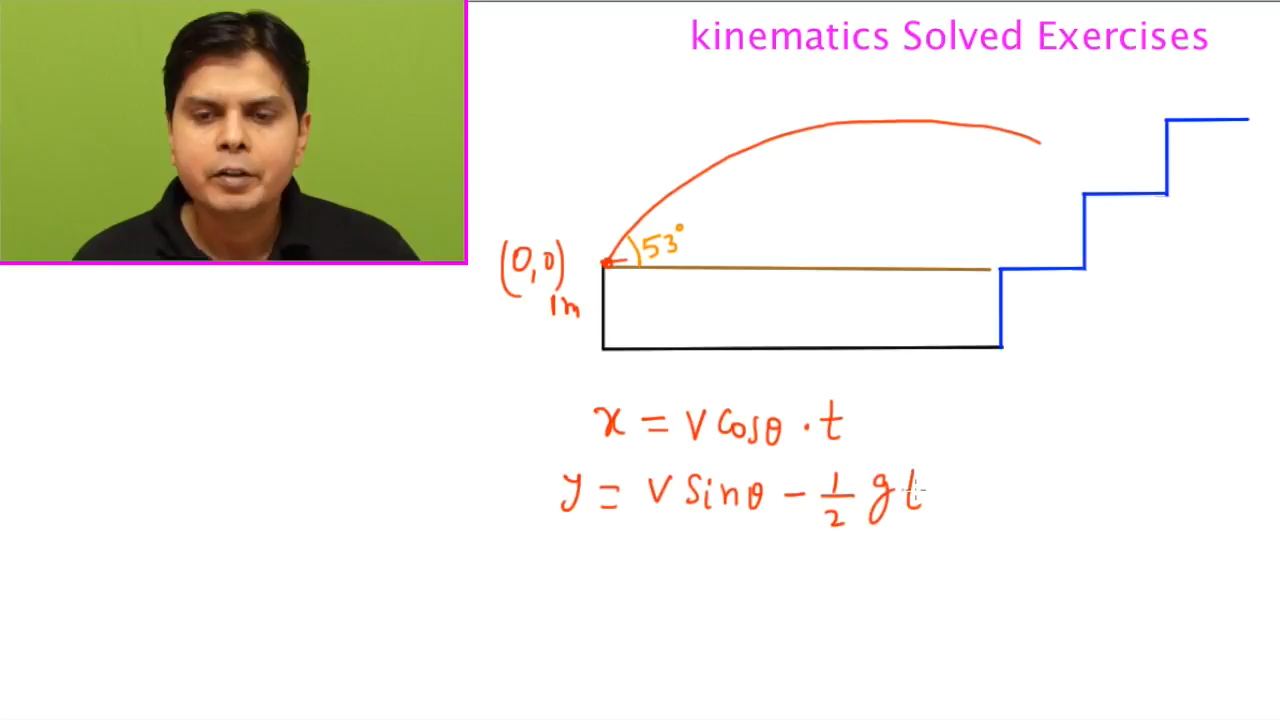 kinematics Solved Exercises
53°
(0,0)
1m
x = v cosθ · t
y = v sinθ - 1/2 g t